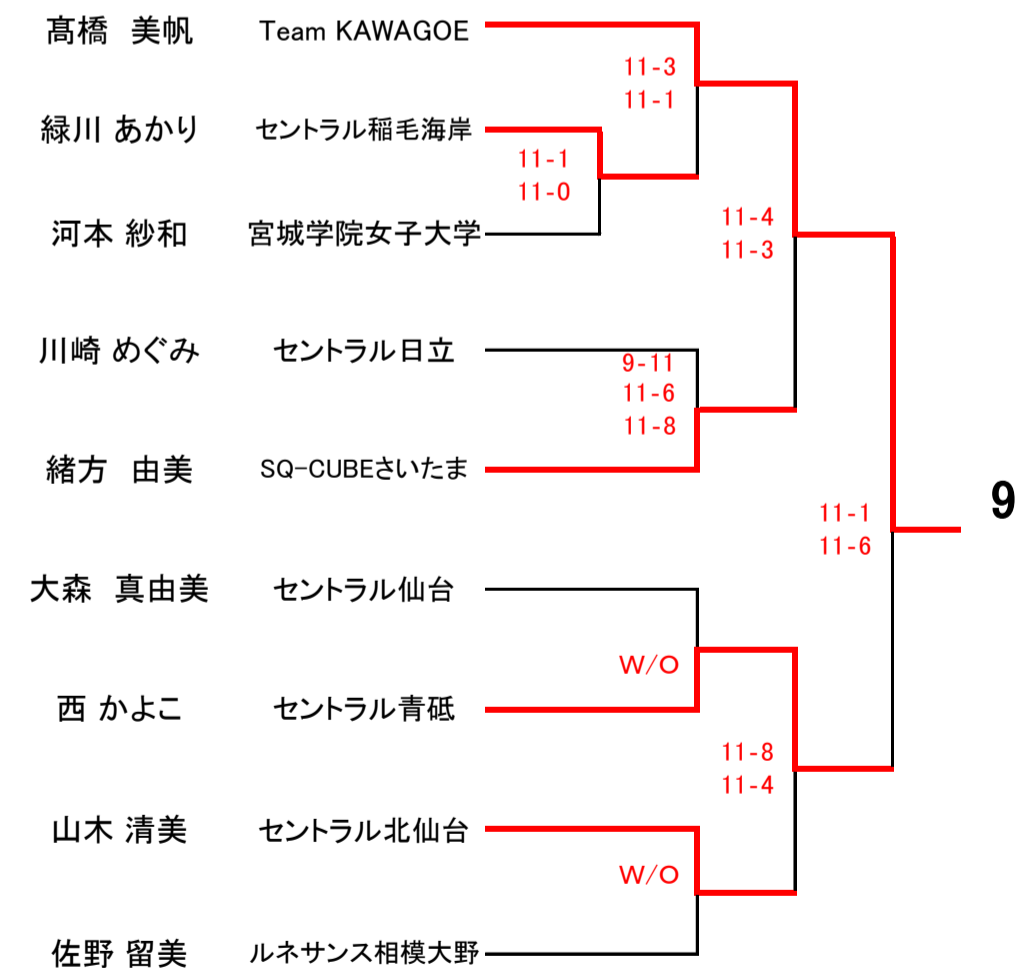 髙橋　美帆 Team KAWAGOE
11-3
11-1
緑川 あかり セントラル稲毛海岸
11-1
11-0
河本 紗和 宮城学院女子大学
11-4
11-3
川崎 めぐみ セントラル日立
9-11
11-6
11-8
緒方　由美 SQ-CUBEさいたま
9
11-1
11-6
大森　真由美 セントラル仙台
W/O
西 かよこ セントラル青砥
11-8
11-4
山木 清美 セントラル北仙台
W/O
佐野 留美 ルネサンス相模大野